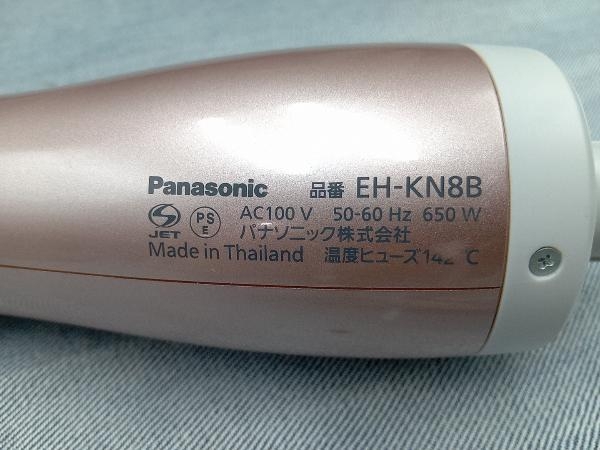 Panasonic 品番 EH-KN8B
S JET PS E AC100 V 50-60 Hz 650 W
パナソニック株式会社
Made in Thailand 温度ヒューズ142 ℃